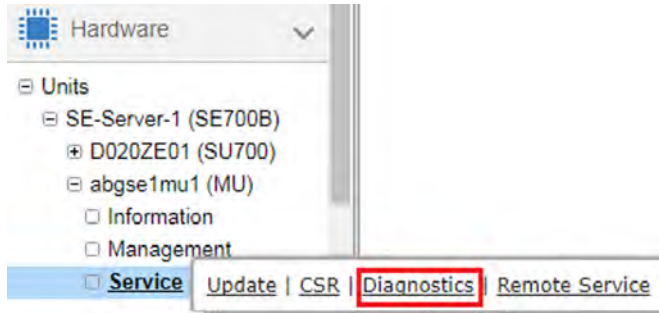 Hardware
Units
SE-Server-1 (SE700B)
D020ZE01 (SU700)
abgse1mu1 (MU)
Information
Management
Service Update | CSR | Diagnostics | Remote Service